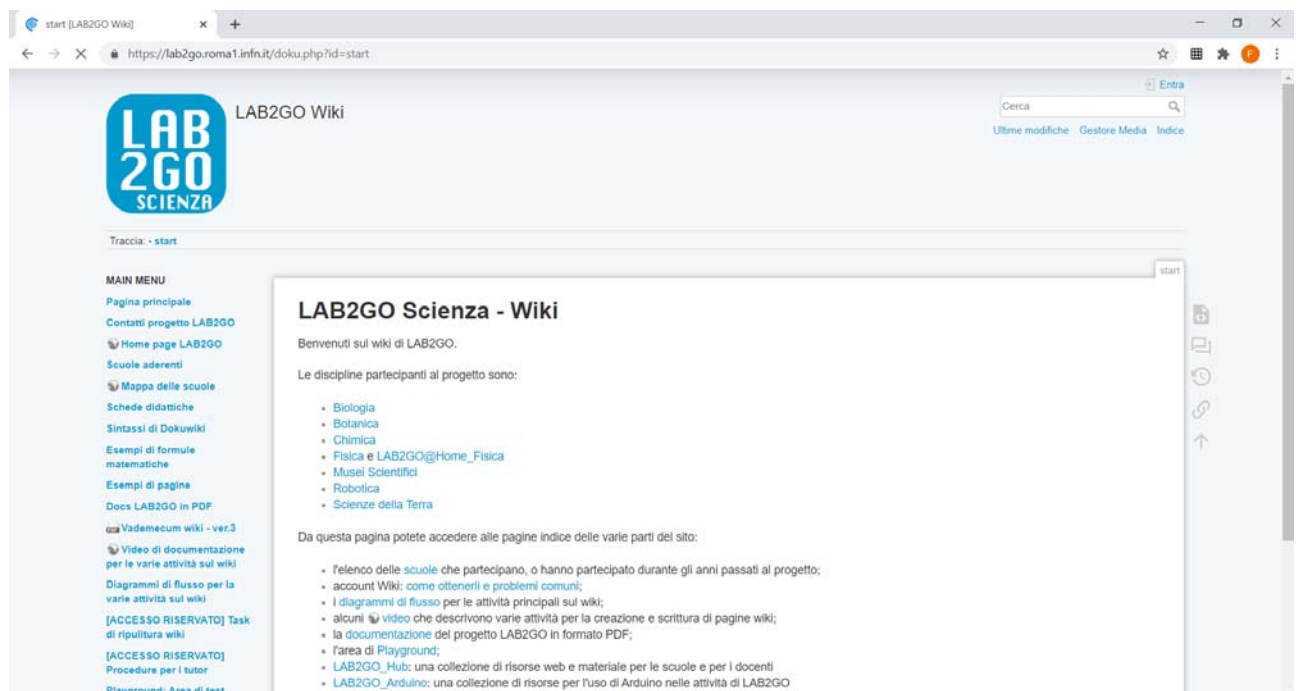 start [LAB2GO Wiki]
https://lab2go.roma1.infn.it/doku.php?id=start
F
Entra
LAB
2GO
SCIENZA
LAB2GO Wiki
Cerca
Ultime modifiche Gestore Media Indice
Traccia: • start
start
MAIN MENU
Pagina principale
Contatti progetto LAB2GO
Home page LAB2GO
Scuole aderenti
Mappa delle scuole
Schede didattiche
Sintassi di Dokuwiki
Esempi di formule
matematiche
Esempi di pagine
Docs LAB2GO in PDF
Vademecum wiki - ver.3
Video di documentazione
per le varie attività sul wiki
Diagrammi di flusso per la
varie attività sul wiki
[ACCESSO RISERVATO] Task
di ripulitura wiki
[ACCESSO RISERVATO]
Procedure per i tutor
Playground: Area di test
LAB2GO Scienza - Wiki
Benvenuti sul wiki di LAB2GO.
Le discipline partecipanti al progetto sono:
Biologia
Botanica
Chimica
Fisica e LAB2GO@Home_Fisica
Musei Scientifici
Robotica
Scienze della Terra
Da questa pagina potete accedere alle pagine indice delle varie parti del sito:
l'elenco delle scuole che partecipano, o hanno partecipato durante gli anni passati al progetto;
account Wiki: come ottenerli e problemi comuni;
i diagrammi di flusso per le attività principali sul wiki;
alcuni video che descrivono varie attività per la creazione e scrittura di pagine wiki;
la documentazione del progetto LAB2GO in formato PDF;
l'area di Playground;
LAB2GO_Hub: una collezione di risorse web e materiale per le scuole e per i docenti
LAB2GO_Arduino: una collezione di risorse per l'uso di Arduino nelle attività di LAB2GO